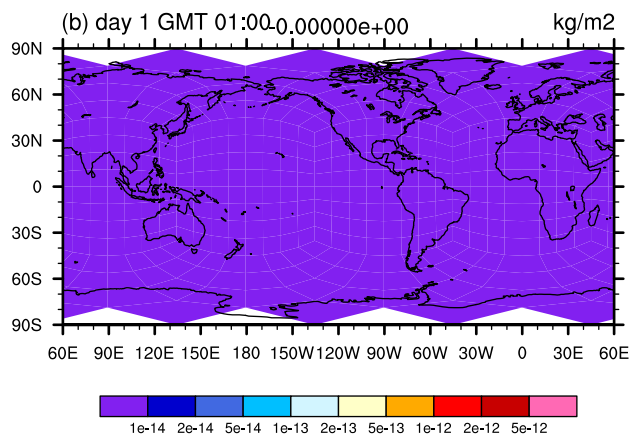 (b) day 1 GMT 01:00 -0.00000e+00 kg/m2
90N
60N
30N
0
30S
60S
90S
60E 90E 120E 150E 180 150W 120W 90W 60W 30W 0 30E 60E
1e-14 2e-14 5e-14 1e-13 2e-13 5e-13 1e-12 2e-12 5e-12